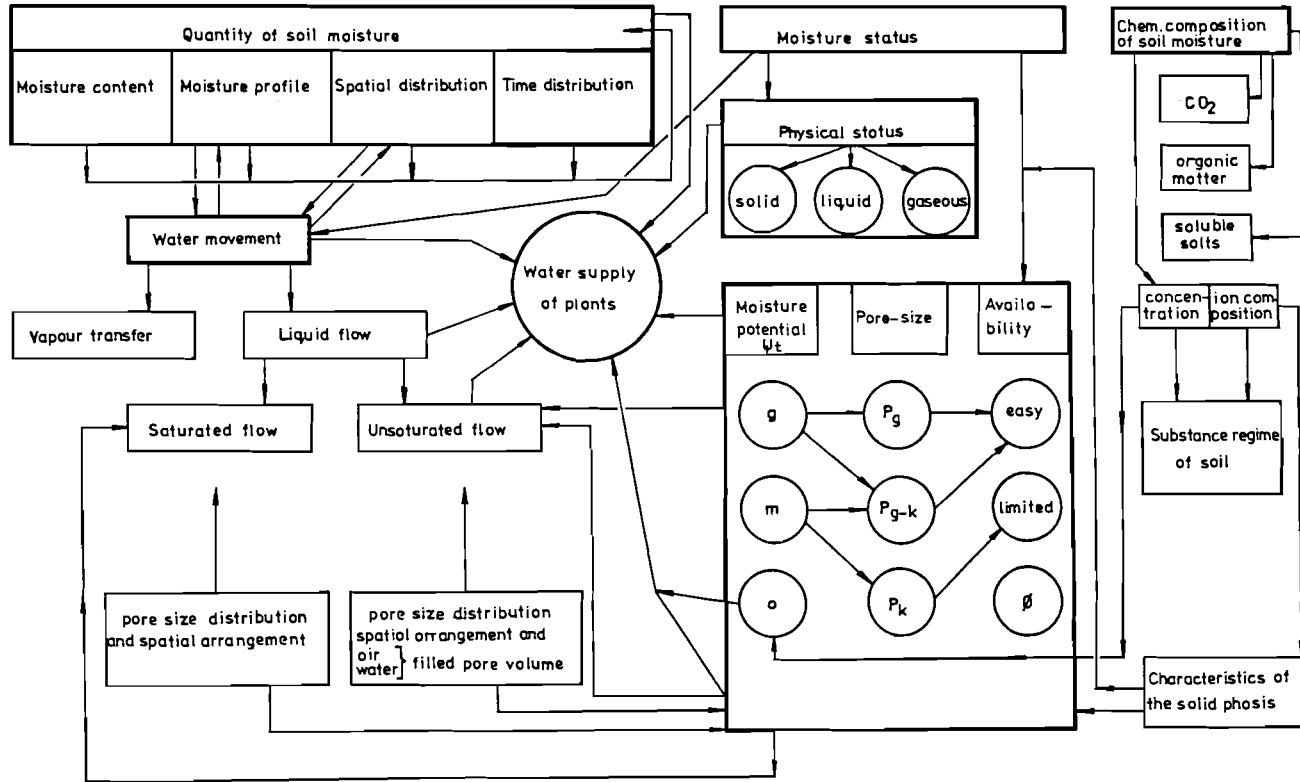 Quantity of soil moisture
Moisture content
Moisture profile
Spatial distribution
Time distribution
Moisture status
Chem. composition
of soil moisture
CO₂
organic
matter
soluble
salts
Physical status
solid
liquid
gaseous
Water movement
Water supply
of plants
Vapour transfer
Liquid flow
Moisture
potential
Ψt
Pore-size
Availa-
bility
concen-
tration
ion com
position
Saturated flow
Unsaturated flow
g
Pg
easy
m
Pg-k
limited
o
Pk
Ø
Substance regime
of soil
pore size distribution
and spatial arrangement
pore size distribution
spatial arrangement and
air
water} filled pore volume
Characteristics of
the solid phasis